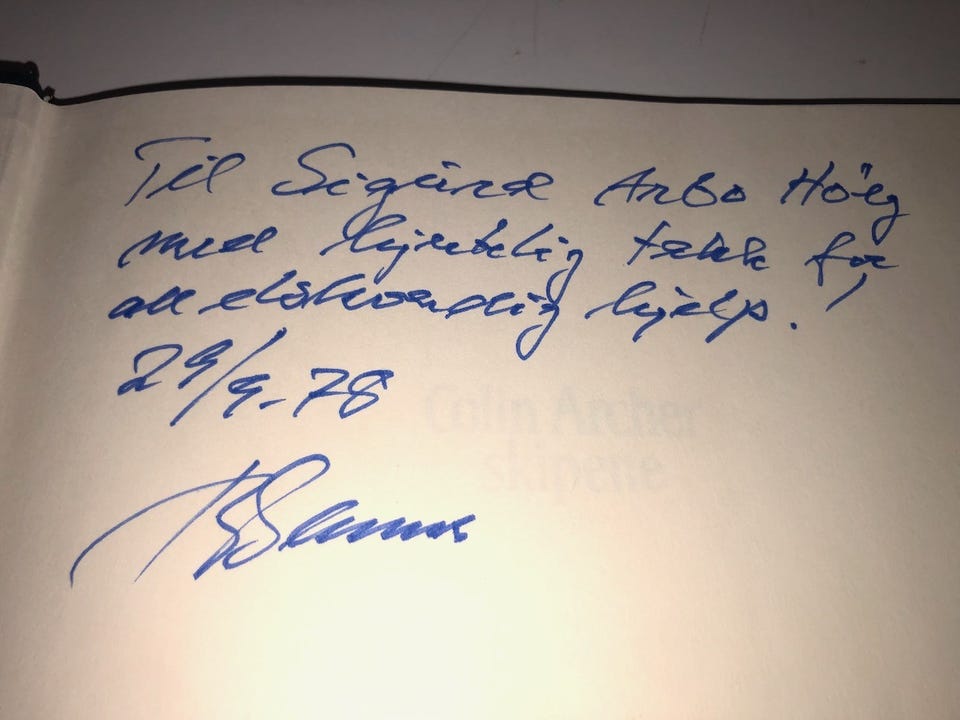 Til Sigurd Arbo Höeg
med hjertelig takk for
all elskverdig hjelp!
29/9-78
Colin Archer
skipene